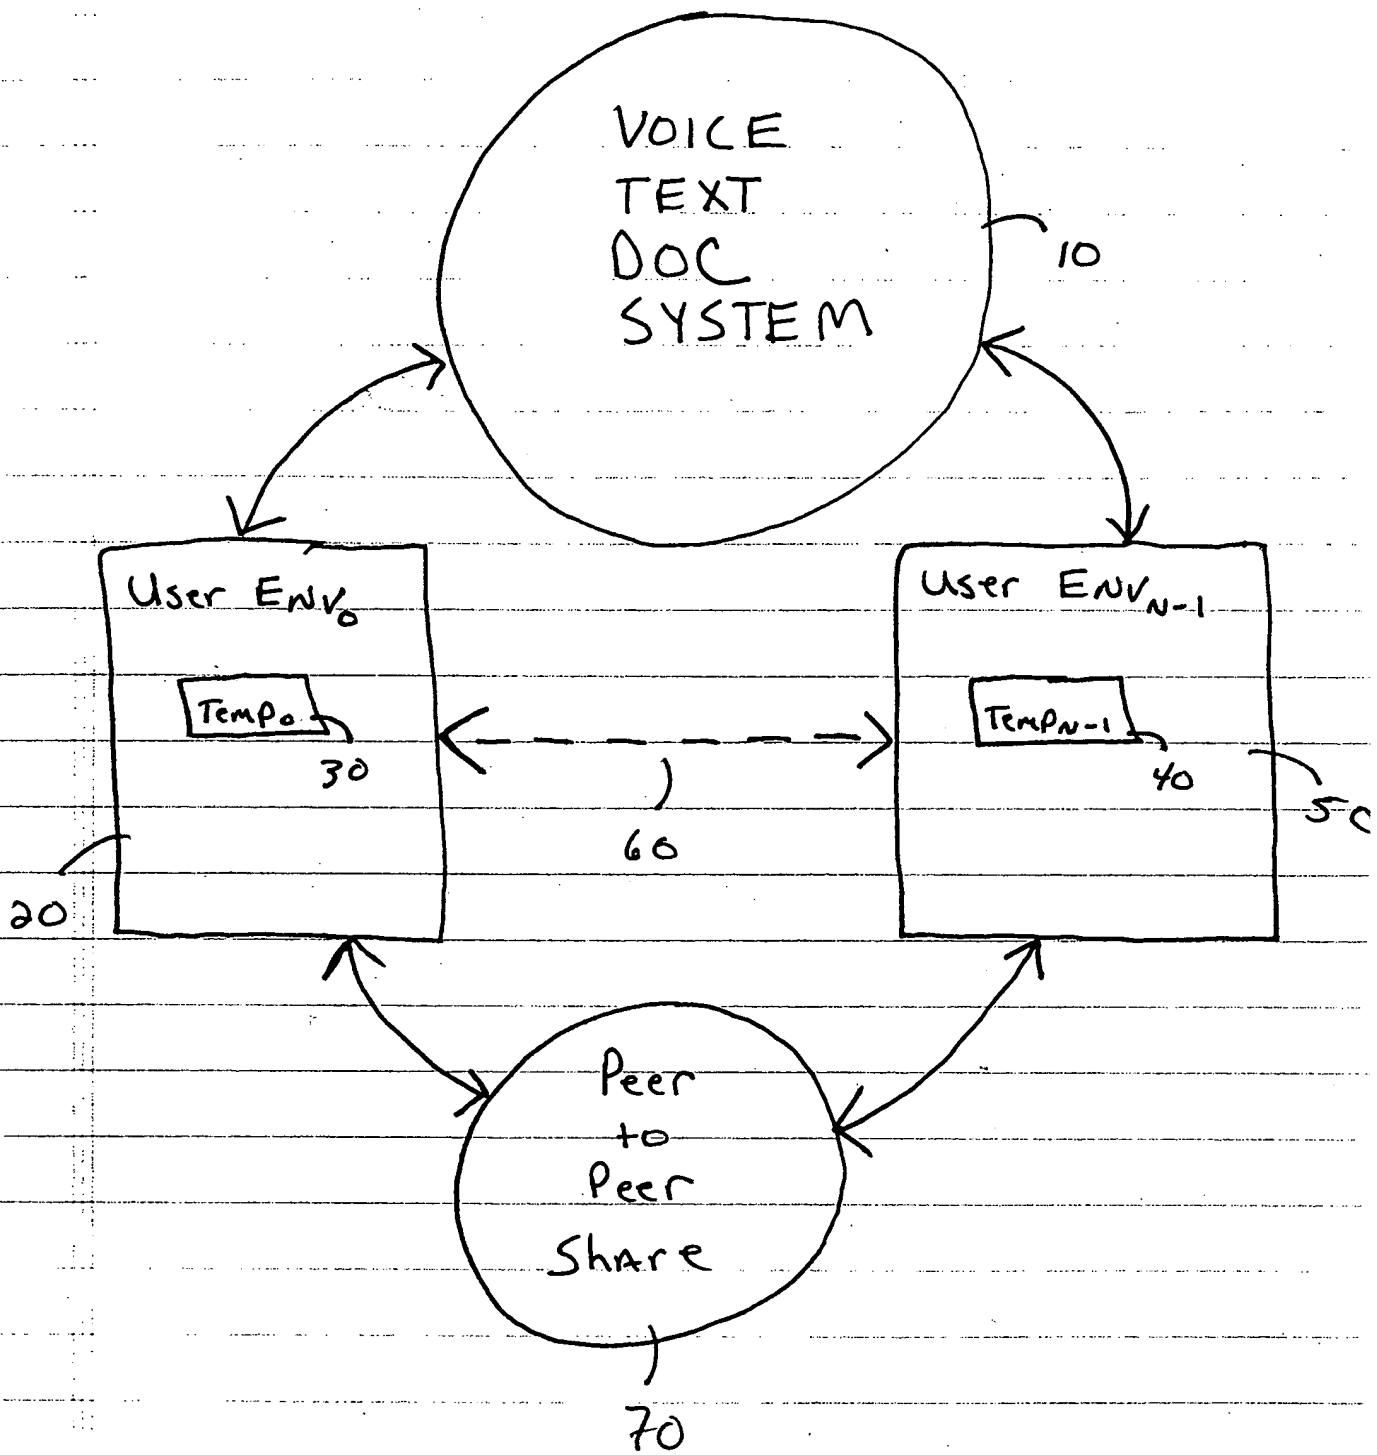 VOICE
TEXT
DOC
SYSTEM
10
User ENV0
User ENVN-1
Temp0
TempN-1
30
40
50
60
20
Peer
to
Peer
Share
70